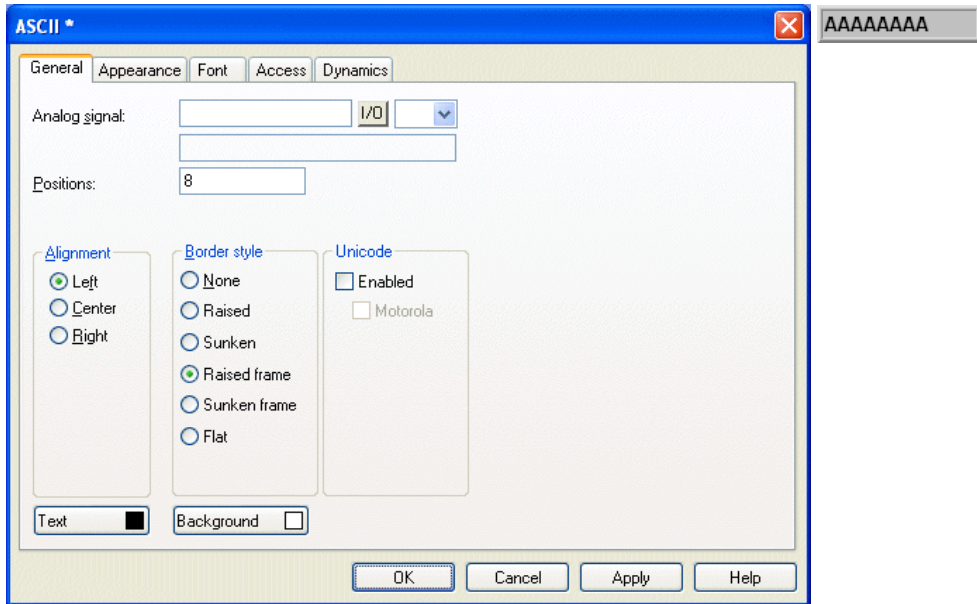 ASCII *
AAAAAAAA
General Appearance Font Access Dynamics
Analog signal: I/O
Positions: 8
Alignment Border style Unicode
Left None Enabled
Center Raised Motorola
Right Sunken
Raised frame
Sunken frame
Flat
Text Background
OK Cancel Apply Help